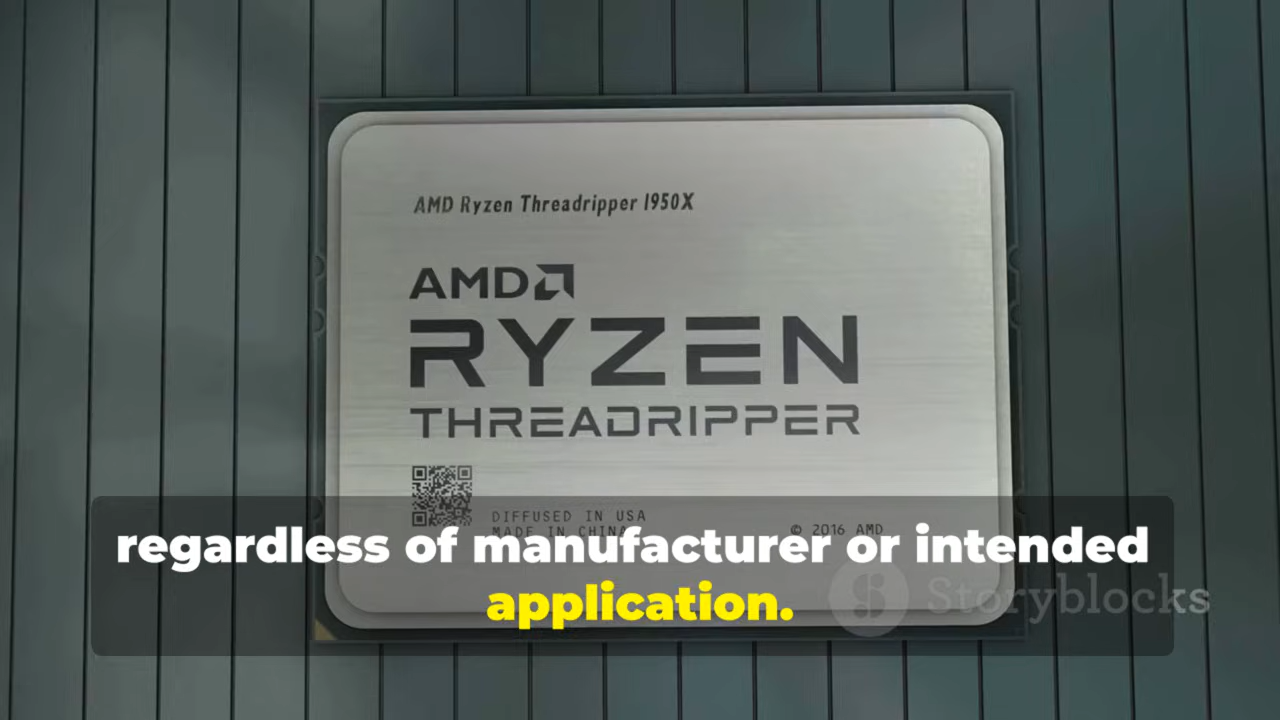 AMD Ryzen Threadripper 1950X
AMD
RYZEN
THREADRIPPER
DIFFUSED IN USA
MADE IN CHINA
© 2016 AMD
regardless of manufacturer or intended
application.
Storyblocks